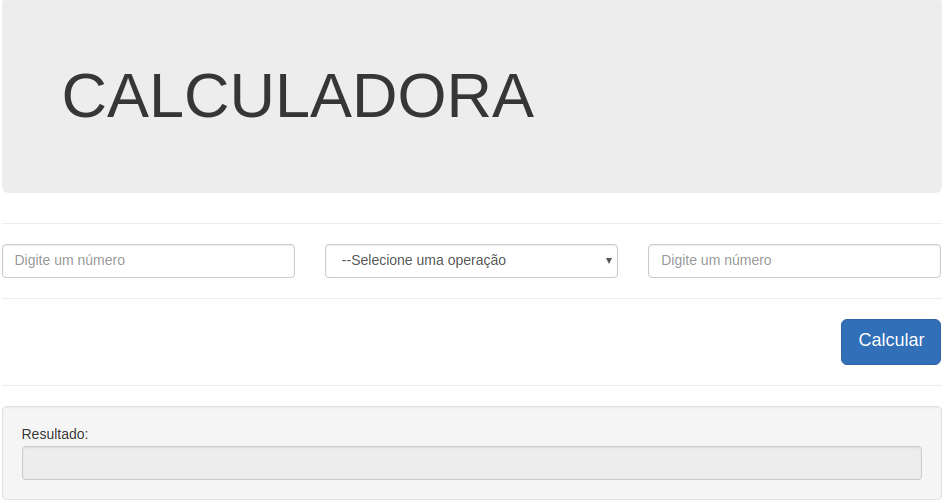 CALCULADORA
Digite um número
--Selecione uma operação
Digite um número
Calcular
Resultado: